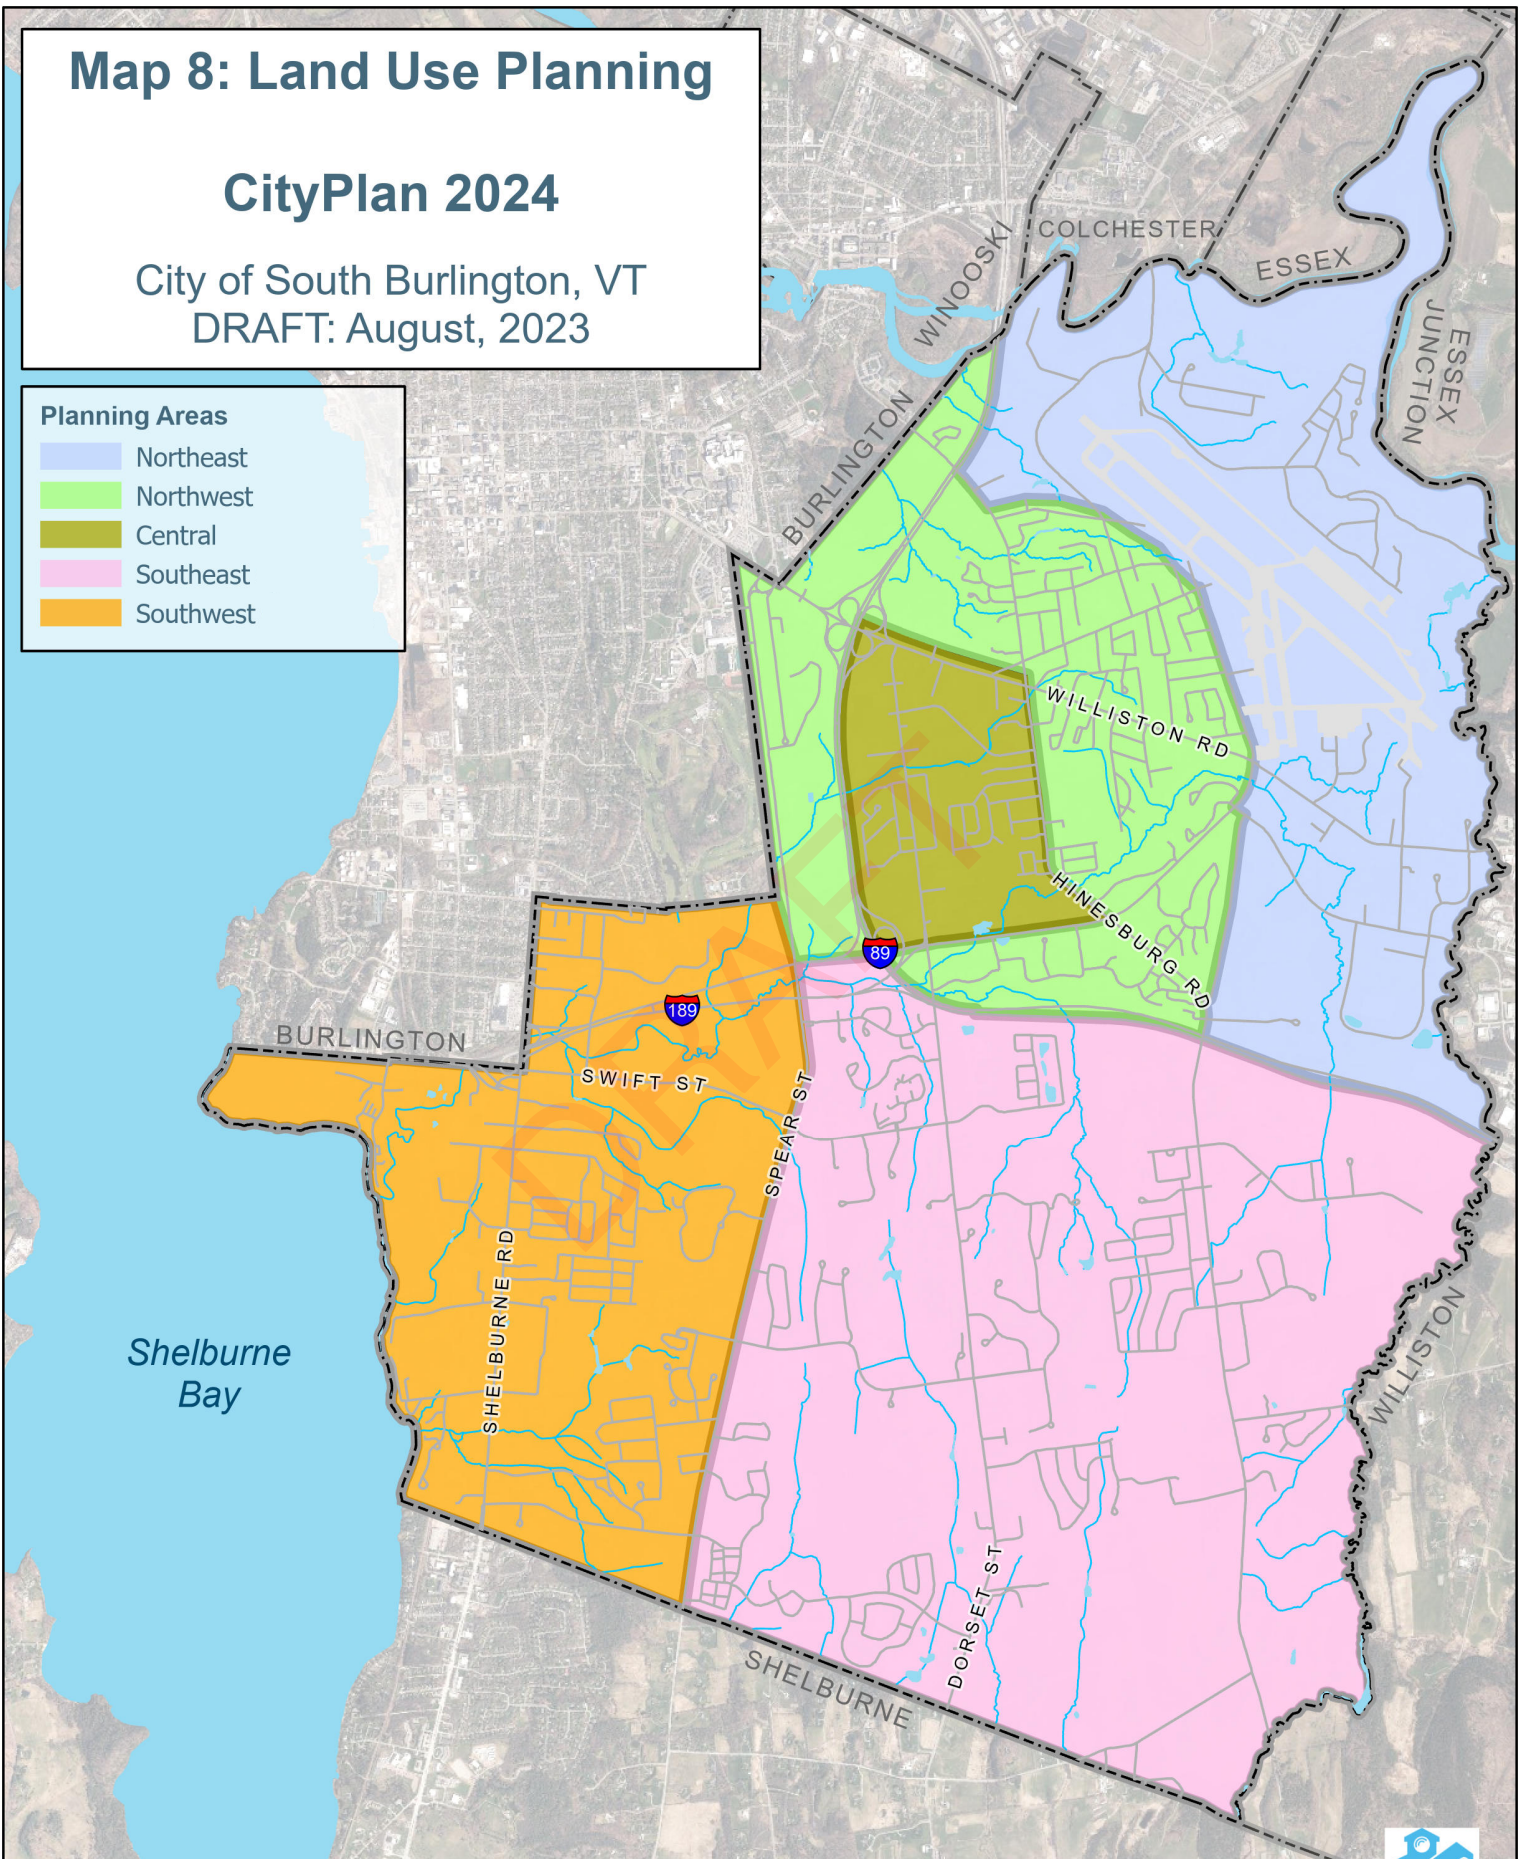 Map 8: Land Use Planning
CityPlan 2024
City of South Burlington, VT
DRAFT: August, 2023
Planning Areas
Northeast
Northwest
Central
Southeast
Southwest
COLCHESTER
ESSEX
WINOOSKI
ESSEX
JUNCTION
BURLINGTON
WILLISTON RD
HINESBURG RD
89
189
BURLINGTON
SWIFT ST
SPEAR ST
SHELBURNE RD
Shelburne
Bay
WILLISTON
DORSET ST
SHELBURNE
DRAFT